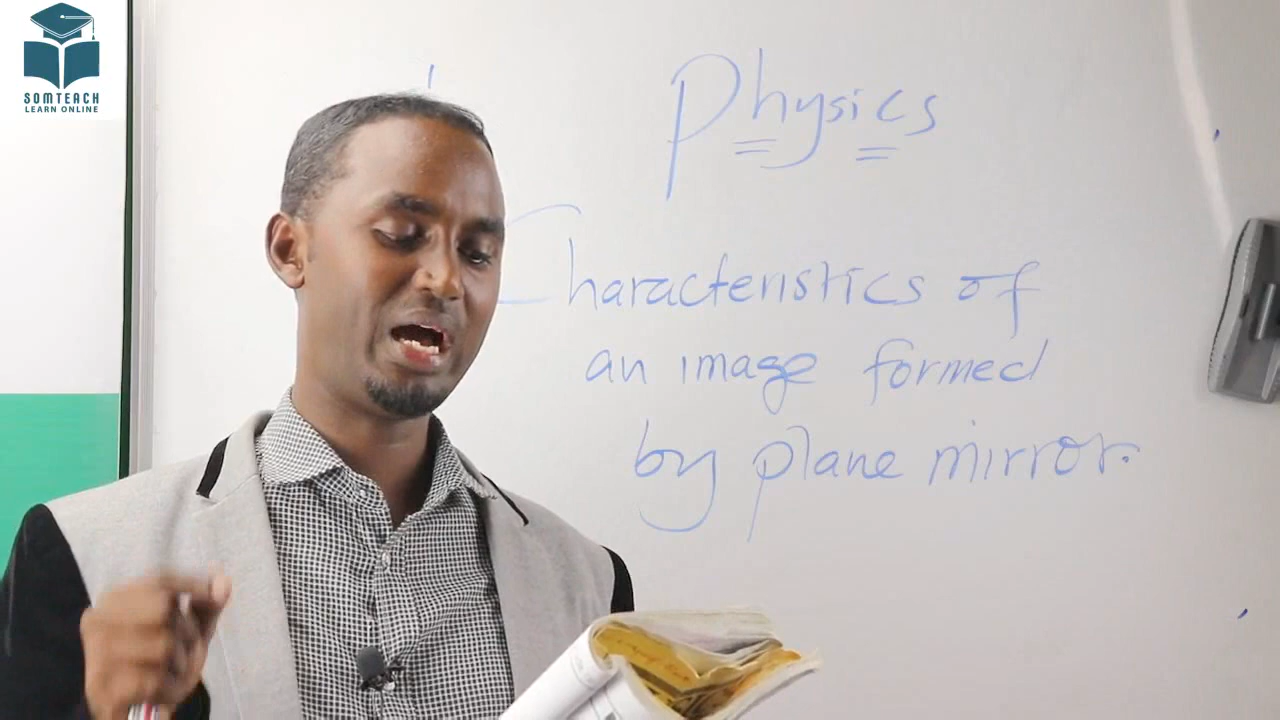 SOMTEACH
LEARN ONLINE
Physics
Characteristics of
an image formed
by plane mirror.